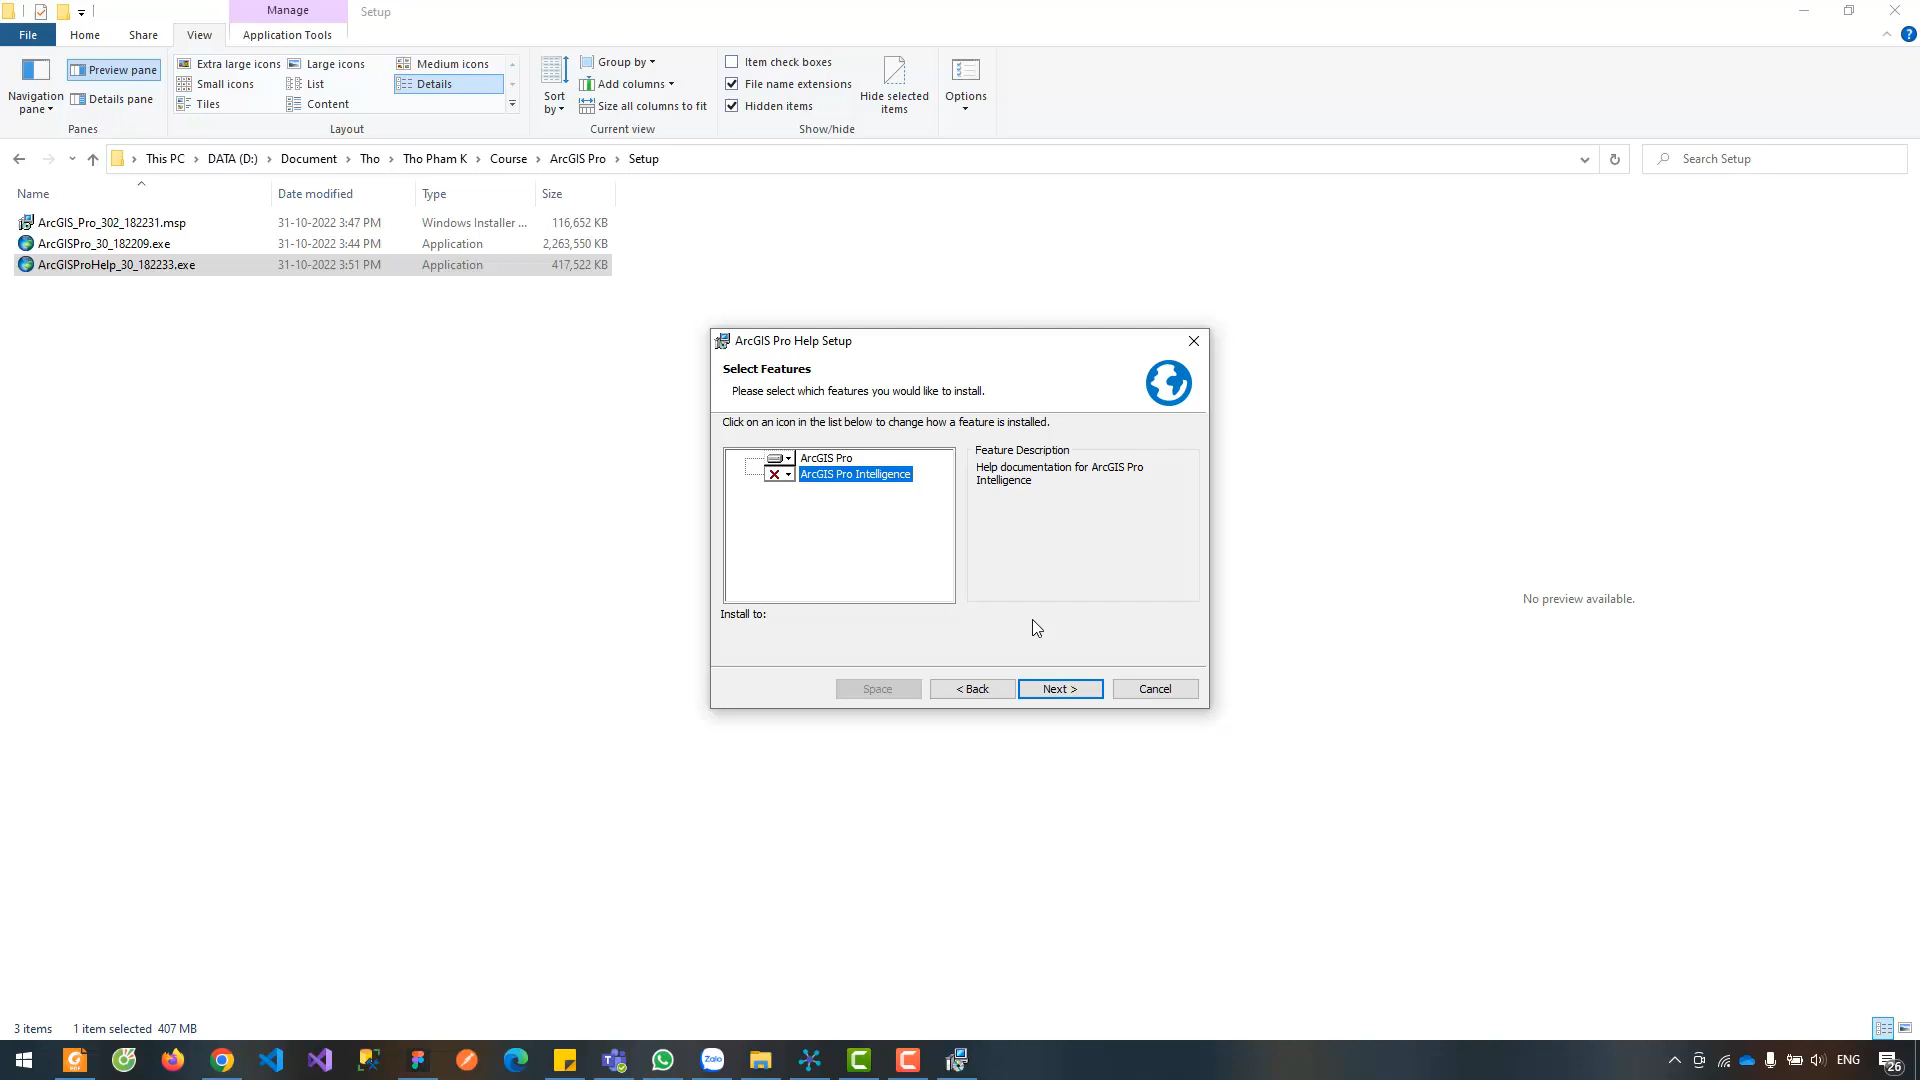 Manage
Setup
File
Home
Share
View
Application Tools
Navigation
pane
Preview pane
Details pane
Panes
Extra large icons
Large icons
Medium icons
Small icons
List
Details
Tiles
Content
Layout
Sort
by
Group by
Add columns
Size all columns to fit
Current view
Item check boxes
File name extensions
Hidden items
Hide selected
items
Show/hide
Options
This PC > DATA (D:) > Document > Tho > Tho Pham K > Course > ArcGIS Pro > Setup
Search Setup
Name Date modified Type Size
ArcGIS_Pro_302_182231.msp 31-10-2022 3:47 PM Windows Installer ... 116,652 KB
ArcGISPro_30_182209.exe 31-10-2022 3:44 PM Application 2,263,550 KB
ArcGISProHelp_30_182233.exe 31-10-2022 3:51 PM Application 417,522 KB
ArcGIS Pro Help Setup
Select Features
Please select which features you would like to install.
Click on an icon in the list below to change how a feature is installed.
ArcGIS Pro
ArcGIS Pro Intelligence
Feature Description
Help documentation for ArcGIS Pro
Intelligence
Install to:
Space
< Back
Next >
Cancel
No preview available.
3 items 1 item selected 407 MB
Zalo
ENG
26